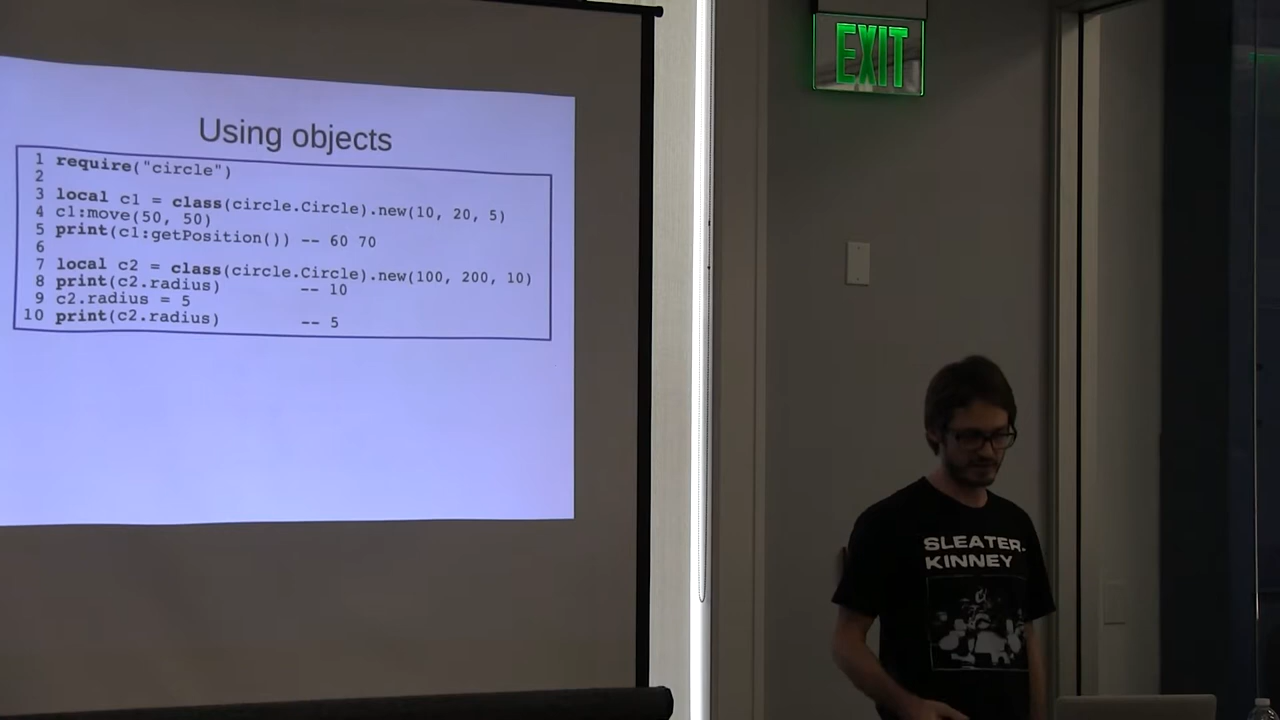 Using objects
1 require("circle")
2
3 local c1 = class(circle.Circle).new(10, 20, 5)
4 c1:move(50, 50)
5 print(c1:getPosition()) -- 60 70
6
7 local c2 = class(circle.Circle).new(100, 200, 10)
8 print(c2.radius) -- 10
9 c2.radius = 5
10 print(c2.radius) -- 5
EXIT
SLEATER-
KINNEY